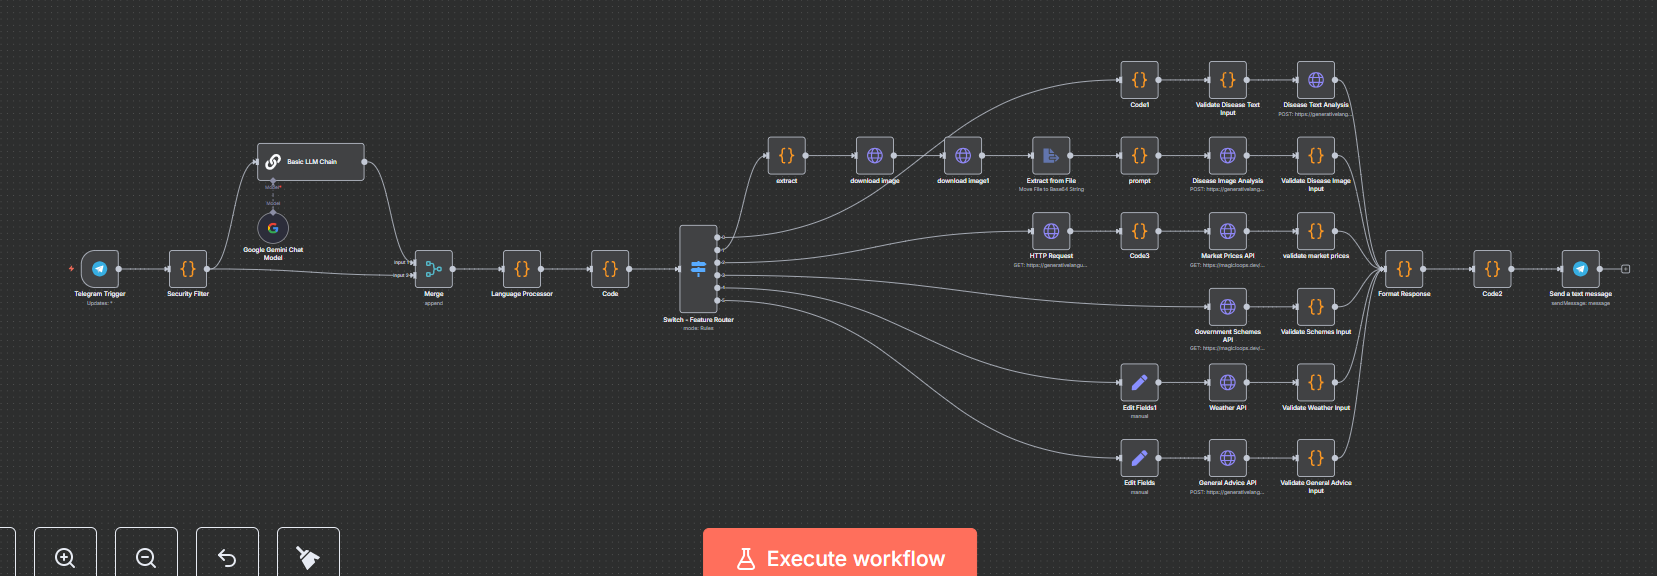 Code1
Validate Disease Text
Input
Disease Text Analysis
POST: https://generativelang...
extract
download image
download image1
Extract from File
Move File to Base64 String
prompt
Disease Image Analysis
POST: https://generativelang...
Validate Disease Image
Input
Basic LLM Chain
Model*
Model
Google Gemini Chat
Model
HTTP Request
GET: https://generativelangu...
Code3
Market Prices API
GET: https://magicloops.dev/...
validate market prices
Telegram Trigger
Updates: *
Security Filter
Input 1
Input 2
Merge
append
Language Processor
Code
Switch - Feature Router
mode: Rules
Government Schemes
API
GET: https://magicloops.dev/...
Validate Schemes Input
Format Response
Code2
Send a text message
sendMessage: message
Edit Fields1
manual
Weather API
Validate Weather Input
Edit Fields
manual
General Advice API
POST: https://generativelang...
Validate General Advice
Input
Execute workflow